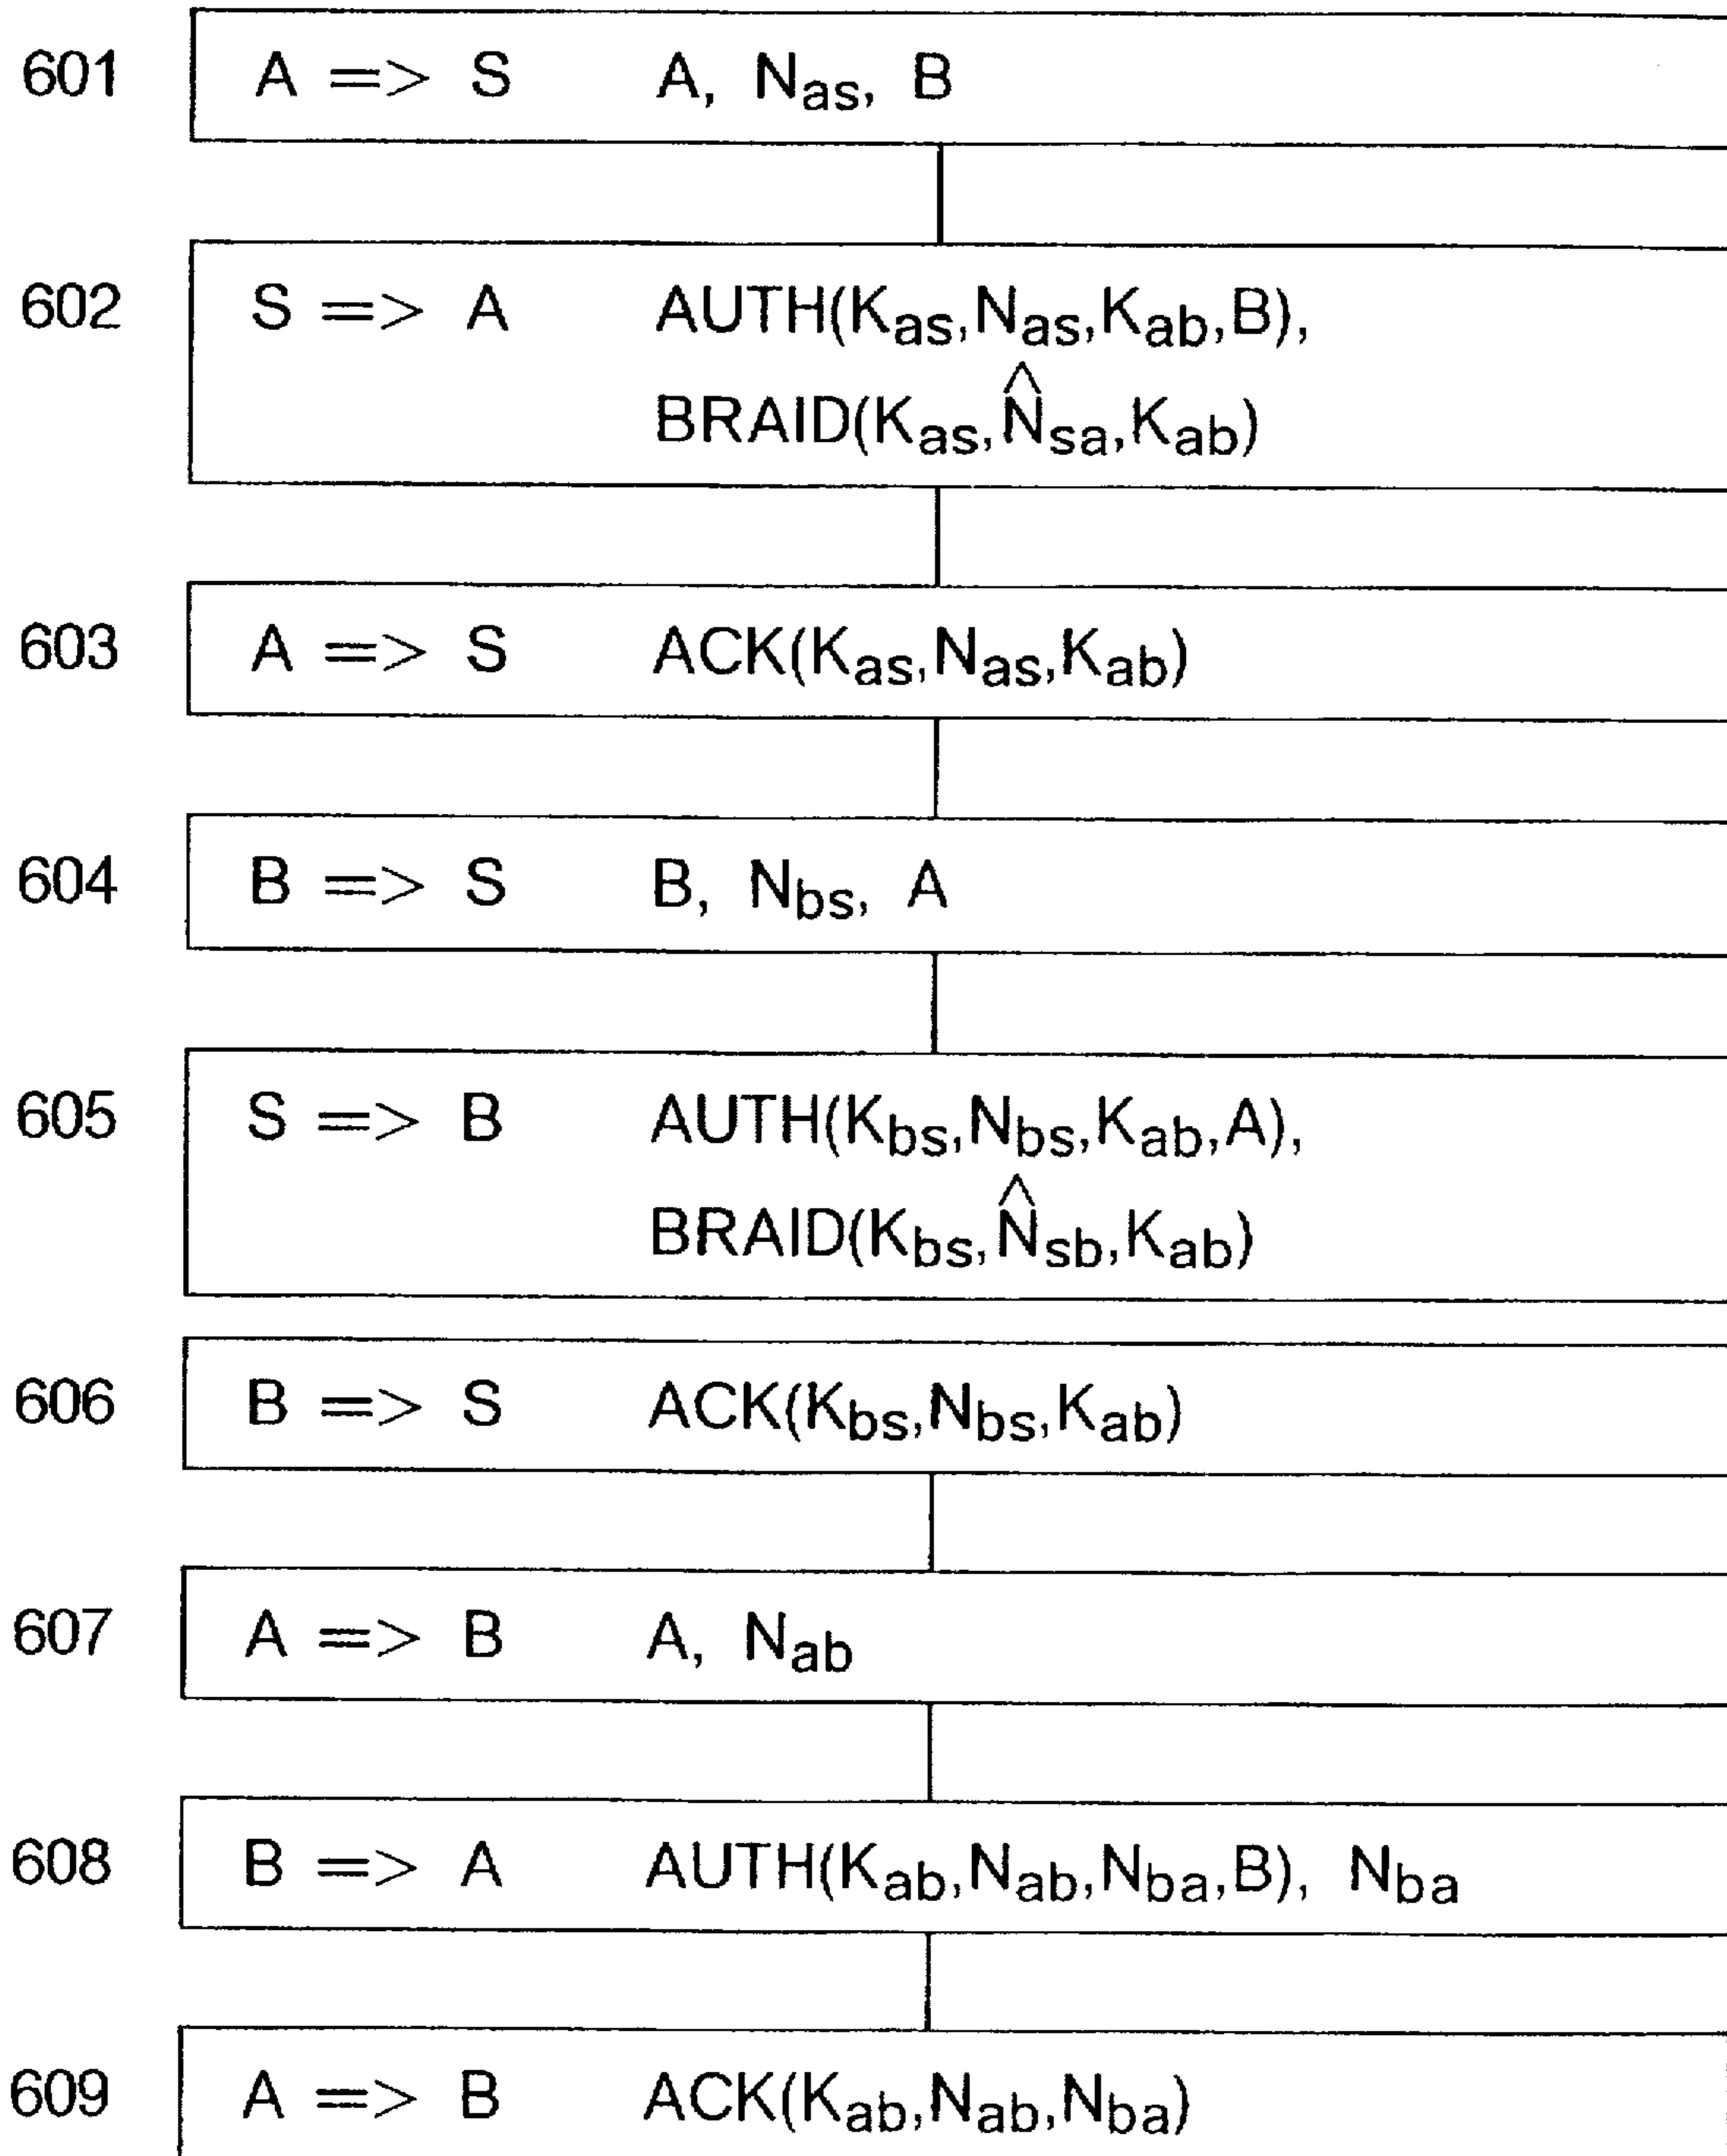 601 A => S A, Nas, B
602 S => A AUTH(Kas,Nas,Kab,B),
BRAID(Kas,N̂sa,Kab)
603 A => S ACK(Kas,Nas,Kab)
604 B => S B, Nbs, A
605 S => B AUTH(Kbs,Nbs,Kab,A),
BRAID(Kbs,N̂sb,Kab)
606 B => S ACK(Kbs,Nbs,Kab)
607 A => B A, Nab
608 B => A AUTH(Kab,Nab,Nba,B), Nba
609 A => B ACK(Kab,Nab,Nba)